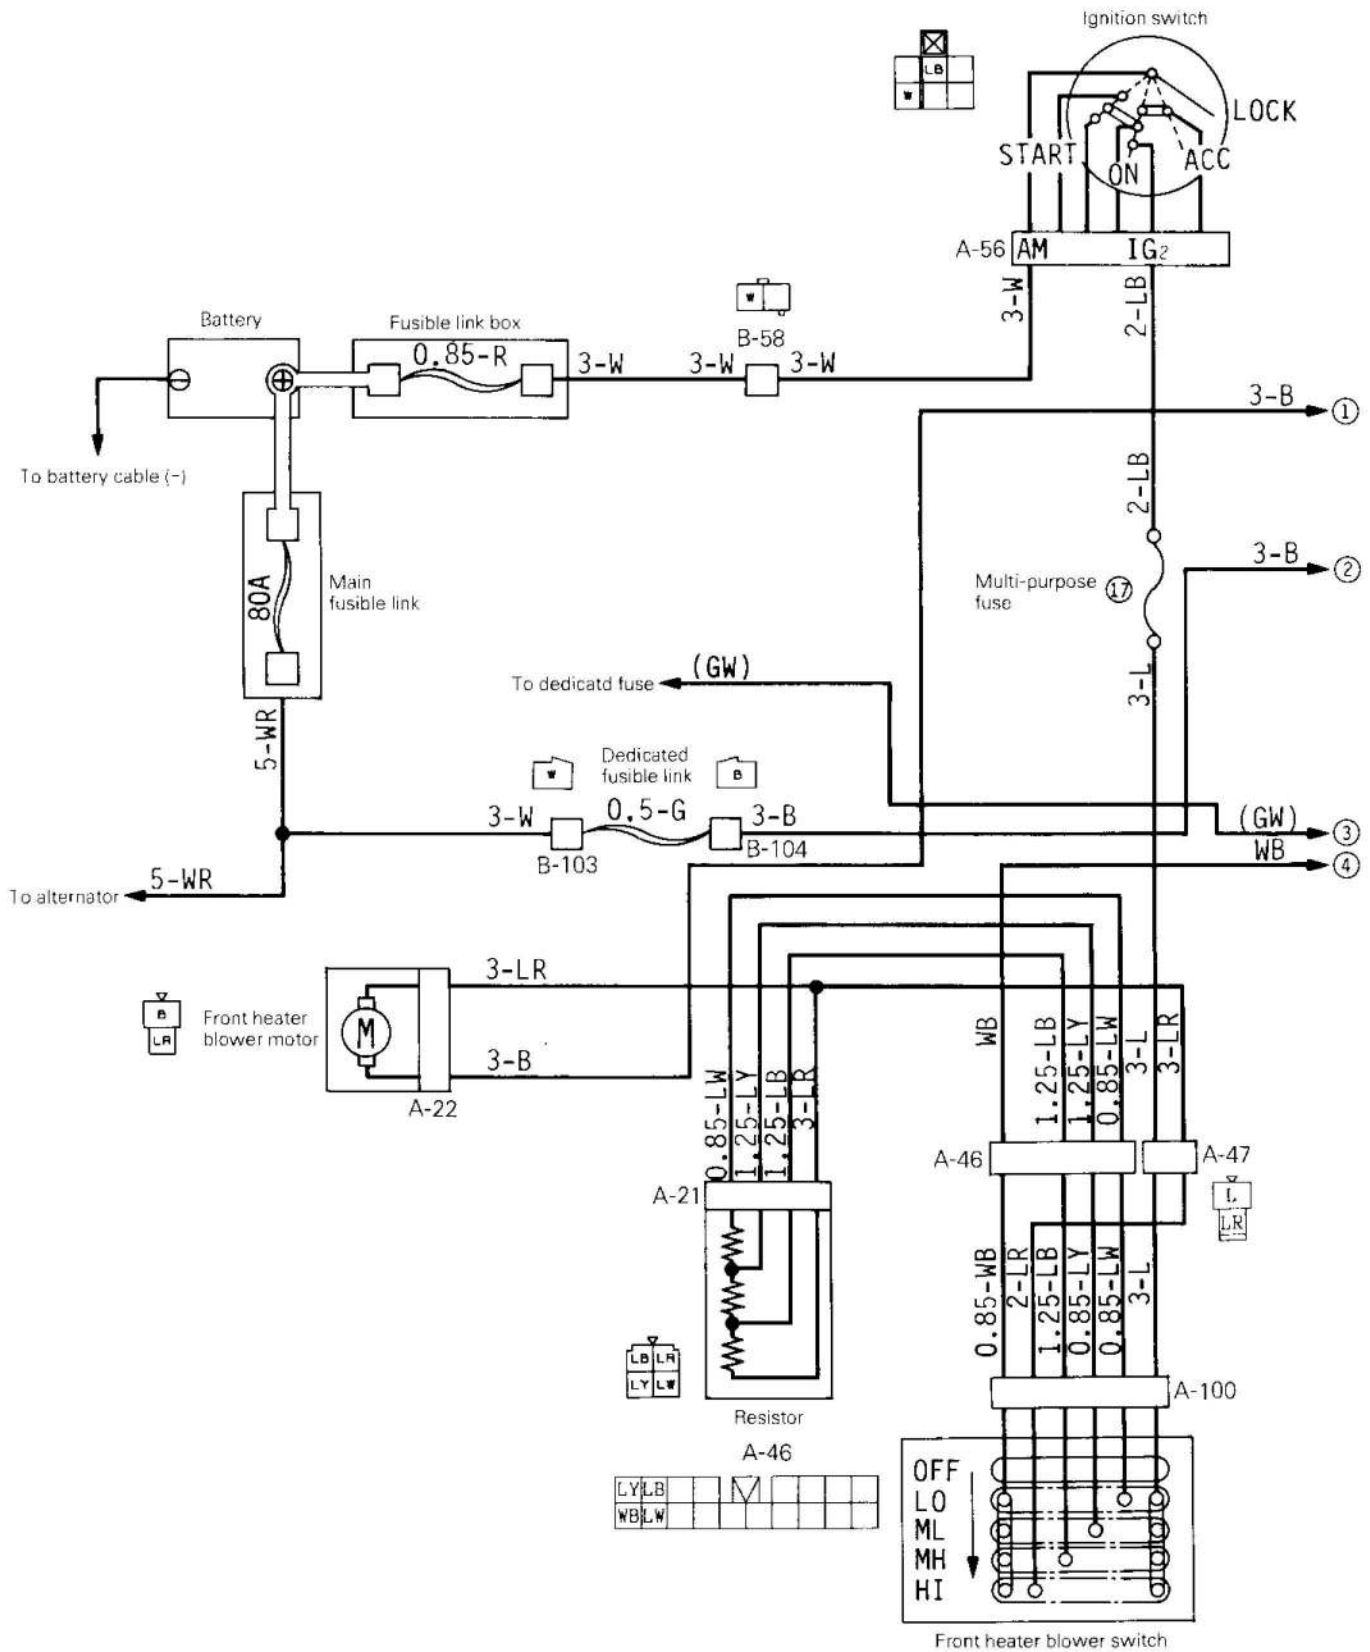 Ignition switch
LB
W
LOCK
START
ON
ACC
A-56
AM
IG2
3-W
2-LB
Battery
Fusible link box
0.85-R
W
B-58
3-W
3-W
3-W
3-B
1
To battery cable (-)
2-LB
80A
Main
fusible link
Multi-purpose
fuse
17
3-B
2
To dedicatd fuse
(GW)
3-L
5-WR
W
Dedicated
fusible link
B
3-W
0.5-G
3-B
B-103
B-104
(GW)
3
WB
4
To alternator
5-WR
3-LR
B
LR
Front heater
blower motor
M
3-B
A-22
0.85-LW
1.25-LY
1.25-LB
3-LR
WB
1.25-LB
1.25-LY
0.85-LW
3-L
3-LR
A-46
A-47
L
LR
A-21
0.85-WB
2-LR
1.25-LB
0.85-LY
0.85-LW
3-L
LB LR
LY LW
A-100
Resistor
A-46
LY LB
WB LW
OFF
LO
ML
MH
HI
Front heater blower switch